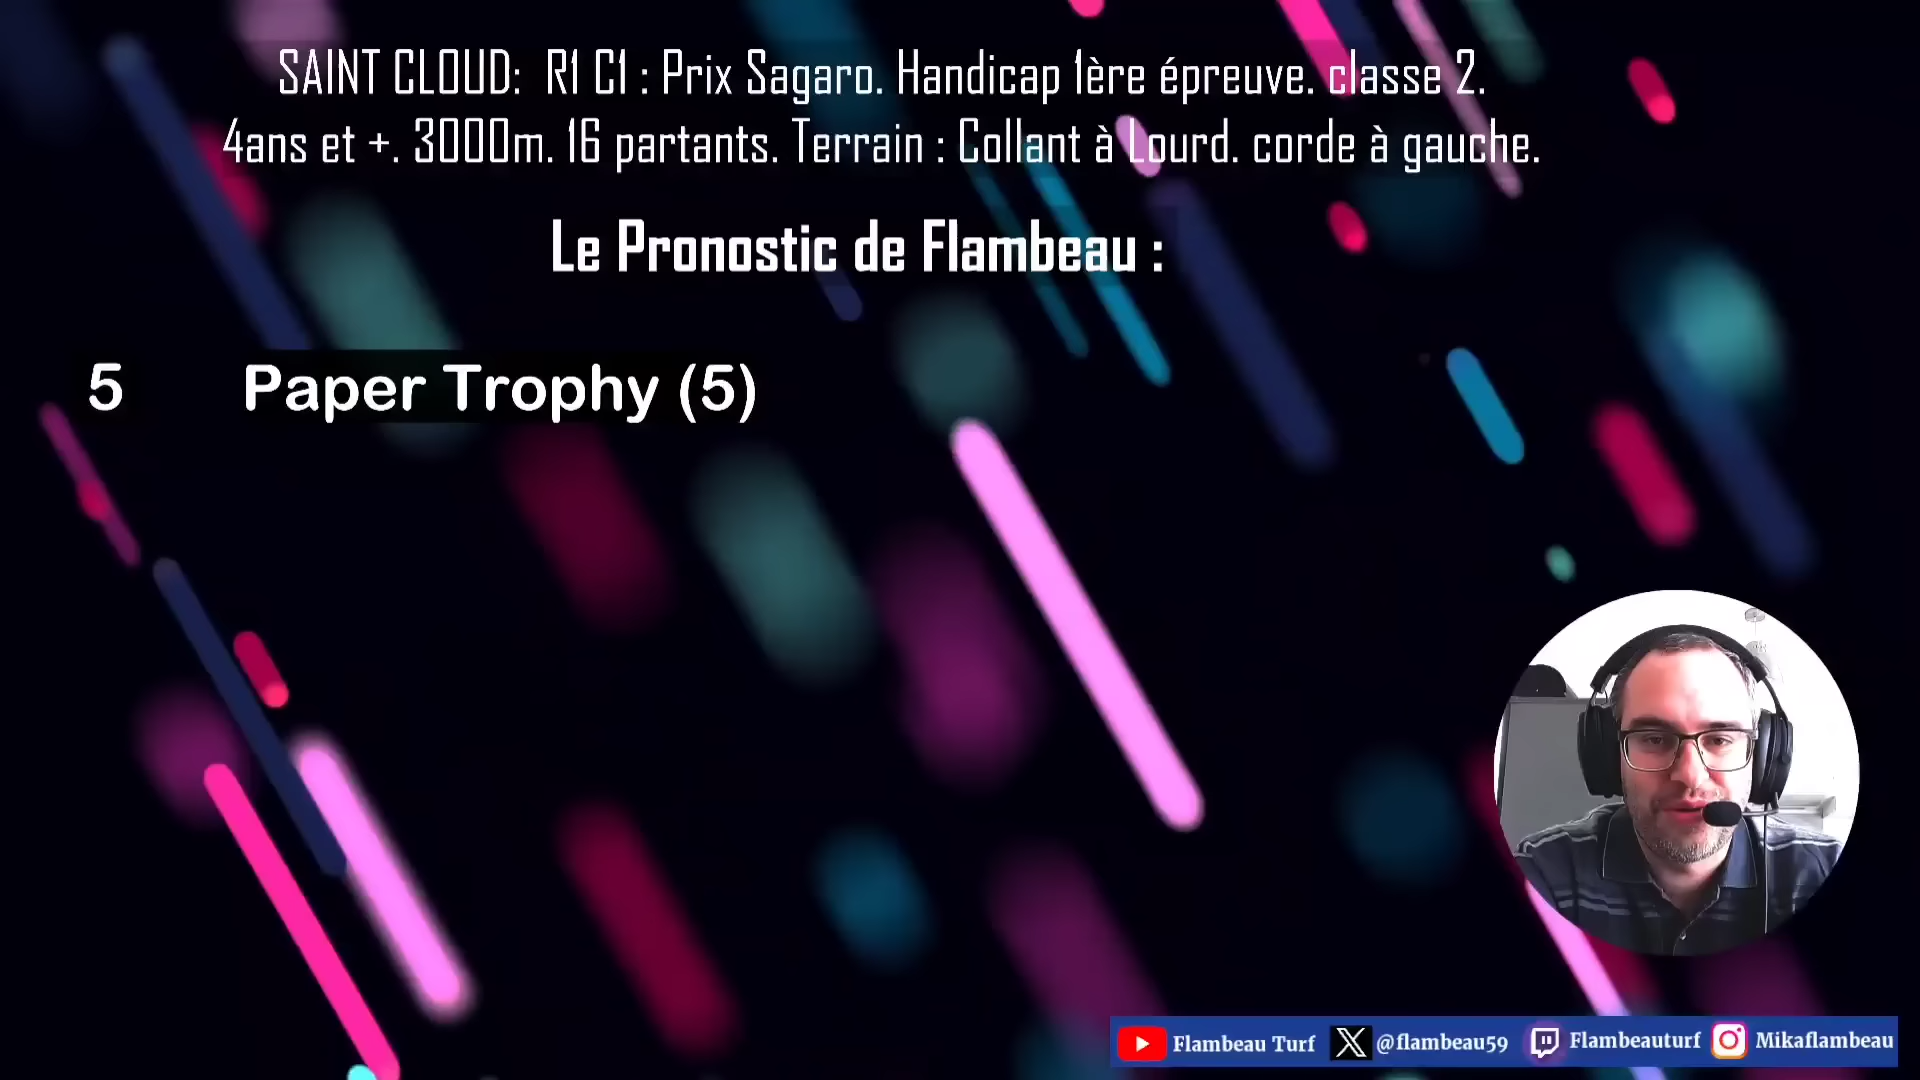 SAINT CLOUD: R1 C1 : Prix Sagaro. Handicap 1ère épreuve. classe 2.
4ans et +. 3000m. 16 partants. Terrain : Collant à Lourd. corde à gauche.
Le Pronostic de Flambeau :
5 Paper Trophy (5)
Flambeau Turf @flambeau59 Flambeauturf Mikaflambeau